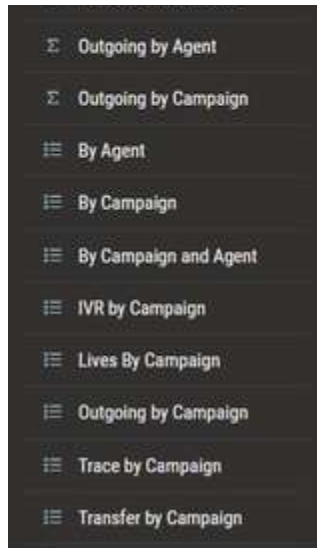 Σ Outgoing by Agent
Σ Outgoing by Campaign
By Agent
By Campaign
By Campaign and Agent
IVR by Campaign
Lives By Campaign
Outgoing by Campaign
Trace by Campaign
Transfer by Campaign